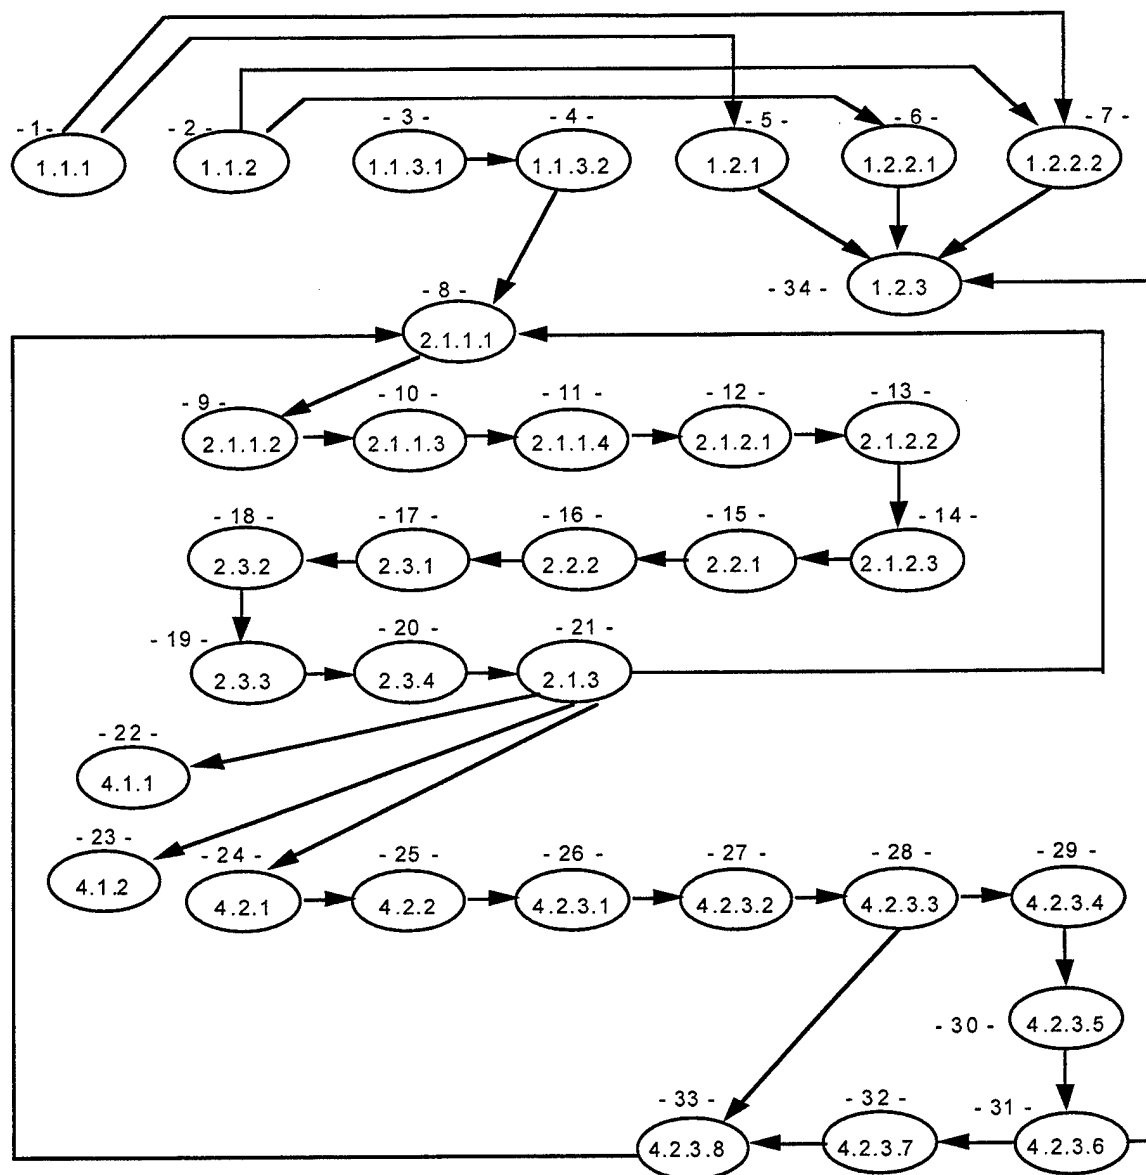 - 1 - - 2 - - 3 - - 4 - - 5 - - 6 - - 7 -
1.1.1 1.1.2 1.1.3.1 1.1.3.2 1.2.1 1.2.2.1 1.2.2.2
- 34 - 1.2.3
- 8 -
2.1.1.1
- 9 - - 10 - - 11 - - 12 - - 13 -
2.1.1.2 2.1.1.3 2.1.1.4 2.1.2.1 2.1.2.2
- 18 - - 17 - - 16 - - 15 - - 14 -
2.3.2 2.3.1 2.2.2 2.2.1 2.1.2.3
- 19 - - 20 - - 21 -
2.3.3 2.3.4 2.1.3
- 22 -
4.1.1
- 23 - - 24 - - 25 - - 26 - - 27 - - 28 - - 29 -
4.1.2 4.2.1 4.2.2 4.2.3.1 4.2.3.2 4.2.3.3 4.2.3.4
- 30 - 4.2.3.5
- 33 - - 32 - - 31 -
4.2.3.8 4.2.3.7 4.2.3.6